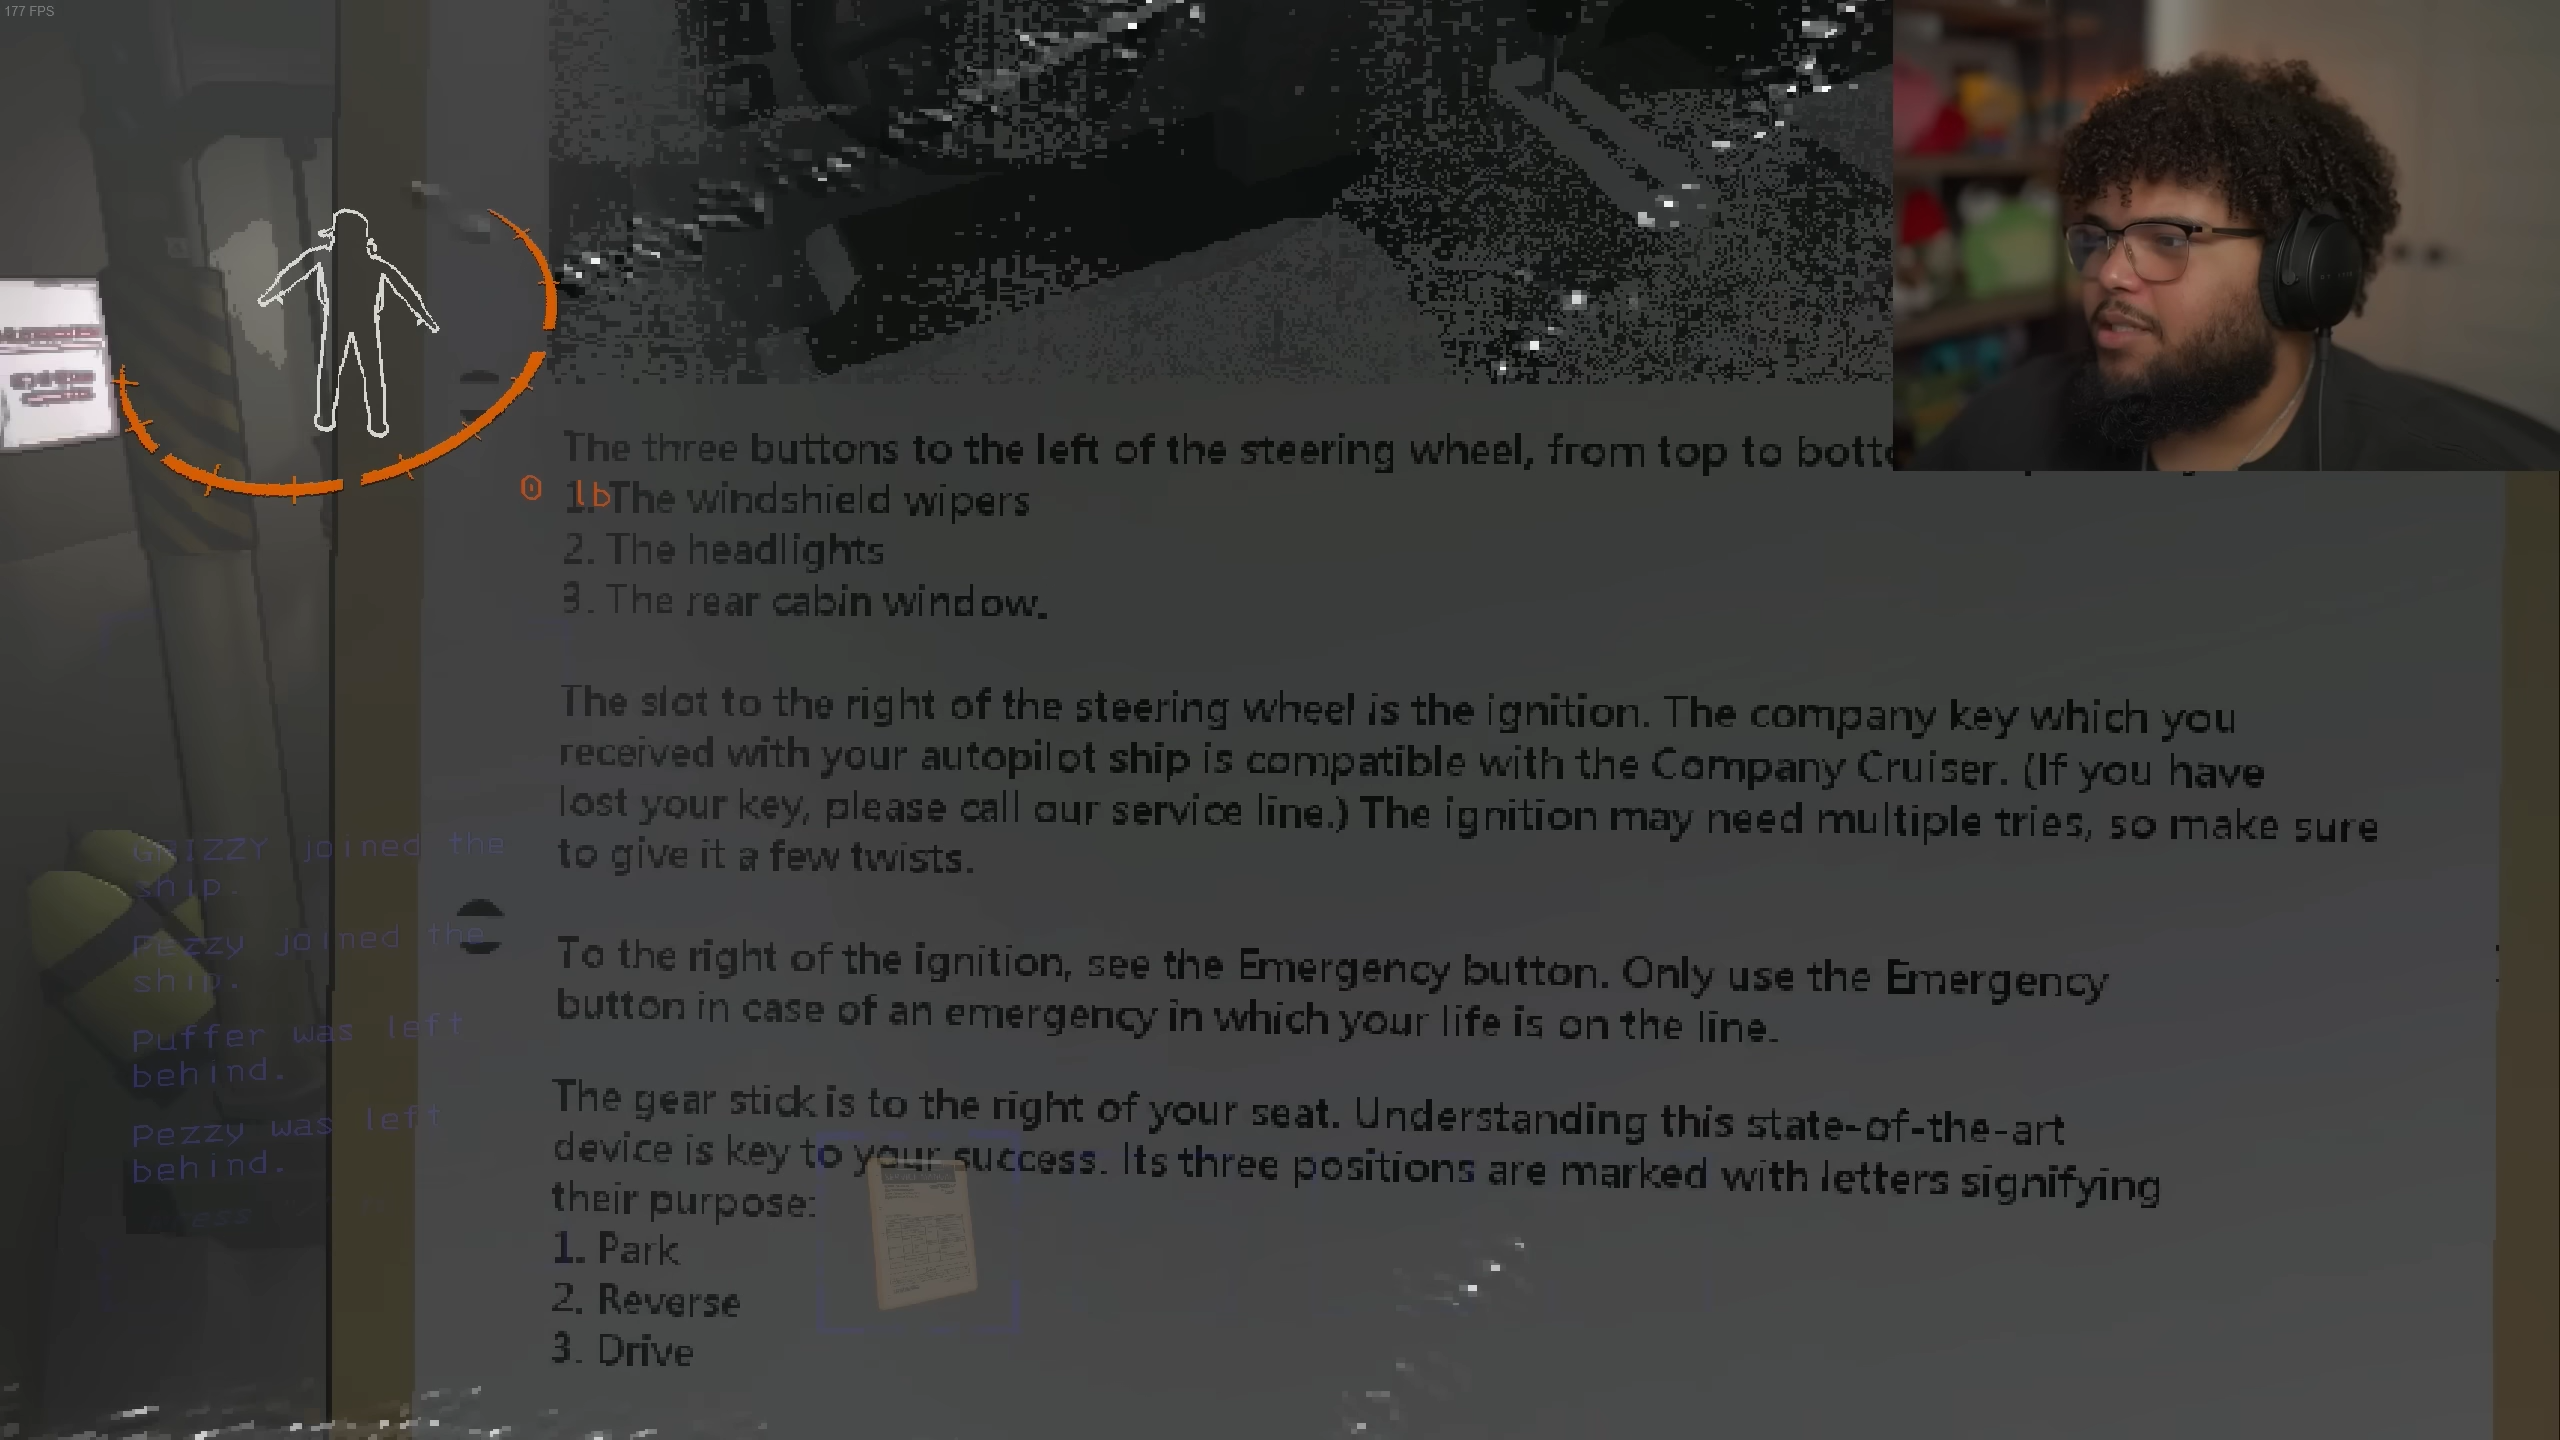 177 FPS
The three buttons to the left of the steering wheel, from top to
0 lb
1. The windshield wipers
2. The headlights
3. The rear cabin window.
The slot to the right of the steering wheel is the ignition. The company key which you
received with your autopilot ship is compatible with the Company Cruiser. (If you have
lost your key, please call our service line.) The ignition may need multiple tries, so make sure
to give it a few twists.
To the right of the ignition, see the Emergency button. Only use the Emergency
button in case of an emergency in which your life is on the line.
The gear stick is to the right of your seat. Understanding this state-of-the-art
device is key to your success. Its three positions are marked with letters signifying
their purpose:
1. Park
2. Reverse
3. Drive
GRIZZY joined the
ship.
Pezzy joined the
ship.
Puffer was left
behind.
Pezzy was left
behind.
Press